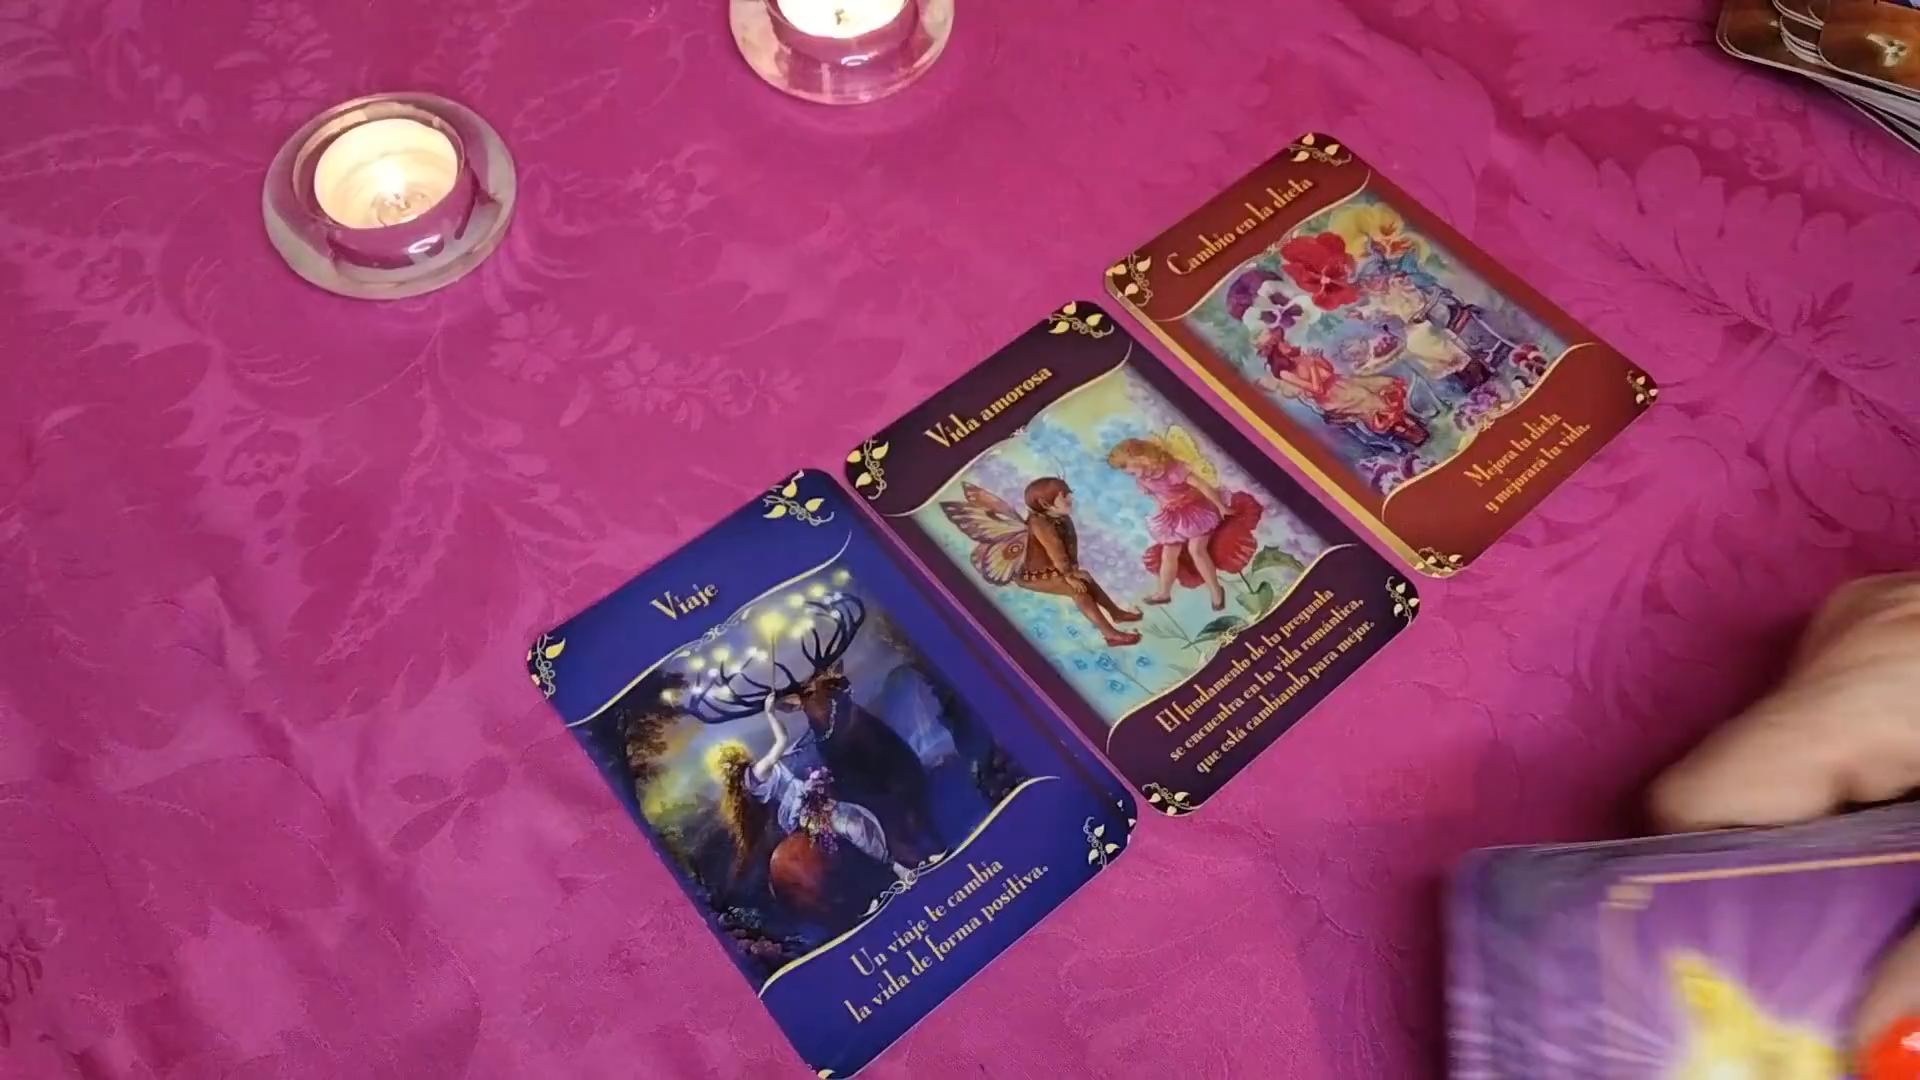 Viaje
Un viaje te cambia
la vida de forma positiva.
Vida amorosa
El fundamento de tu pregunta
se encuentra en tu vida romántica,
que está cambiando para mejor.
Cambio en la dieta
Mejora tu dieta
y mejorará tu vida.